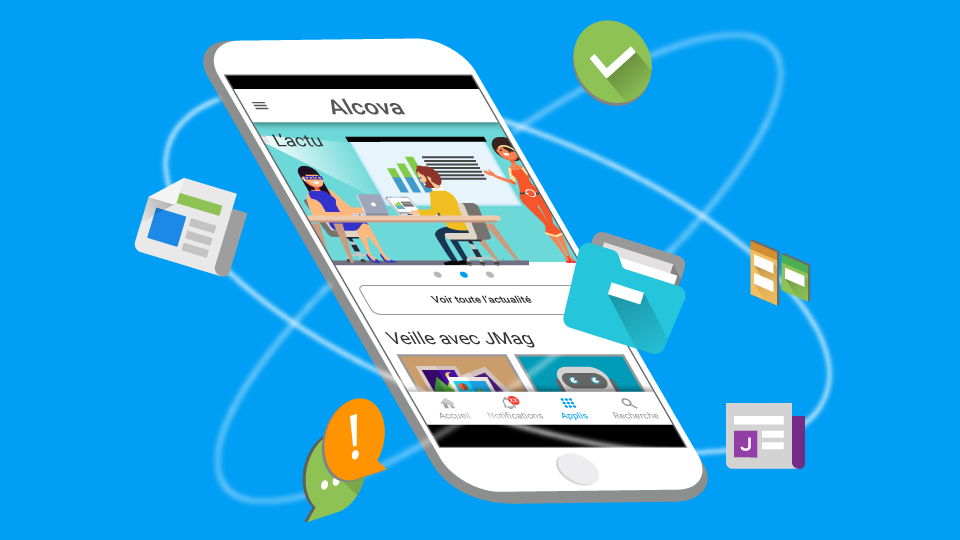 Alcova
L'actu
Voir toute l'actualité
Veille avec JMag
Accueil
Notifications
Applis
Recherche
!
J